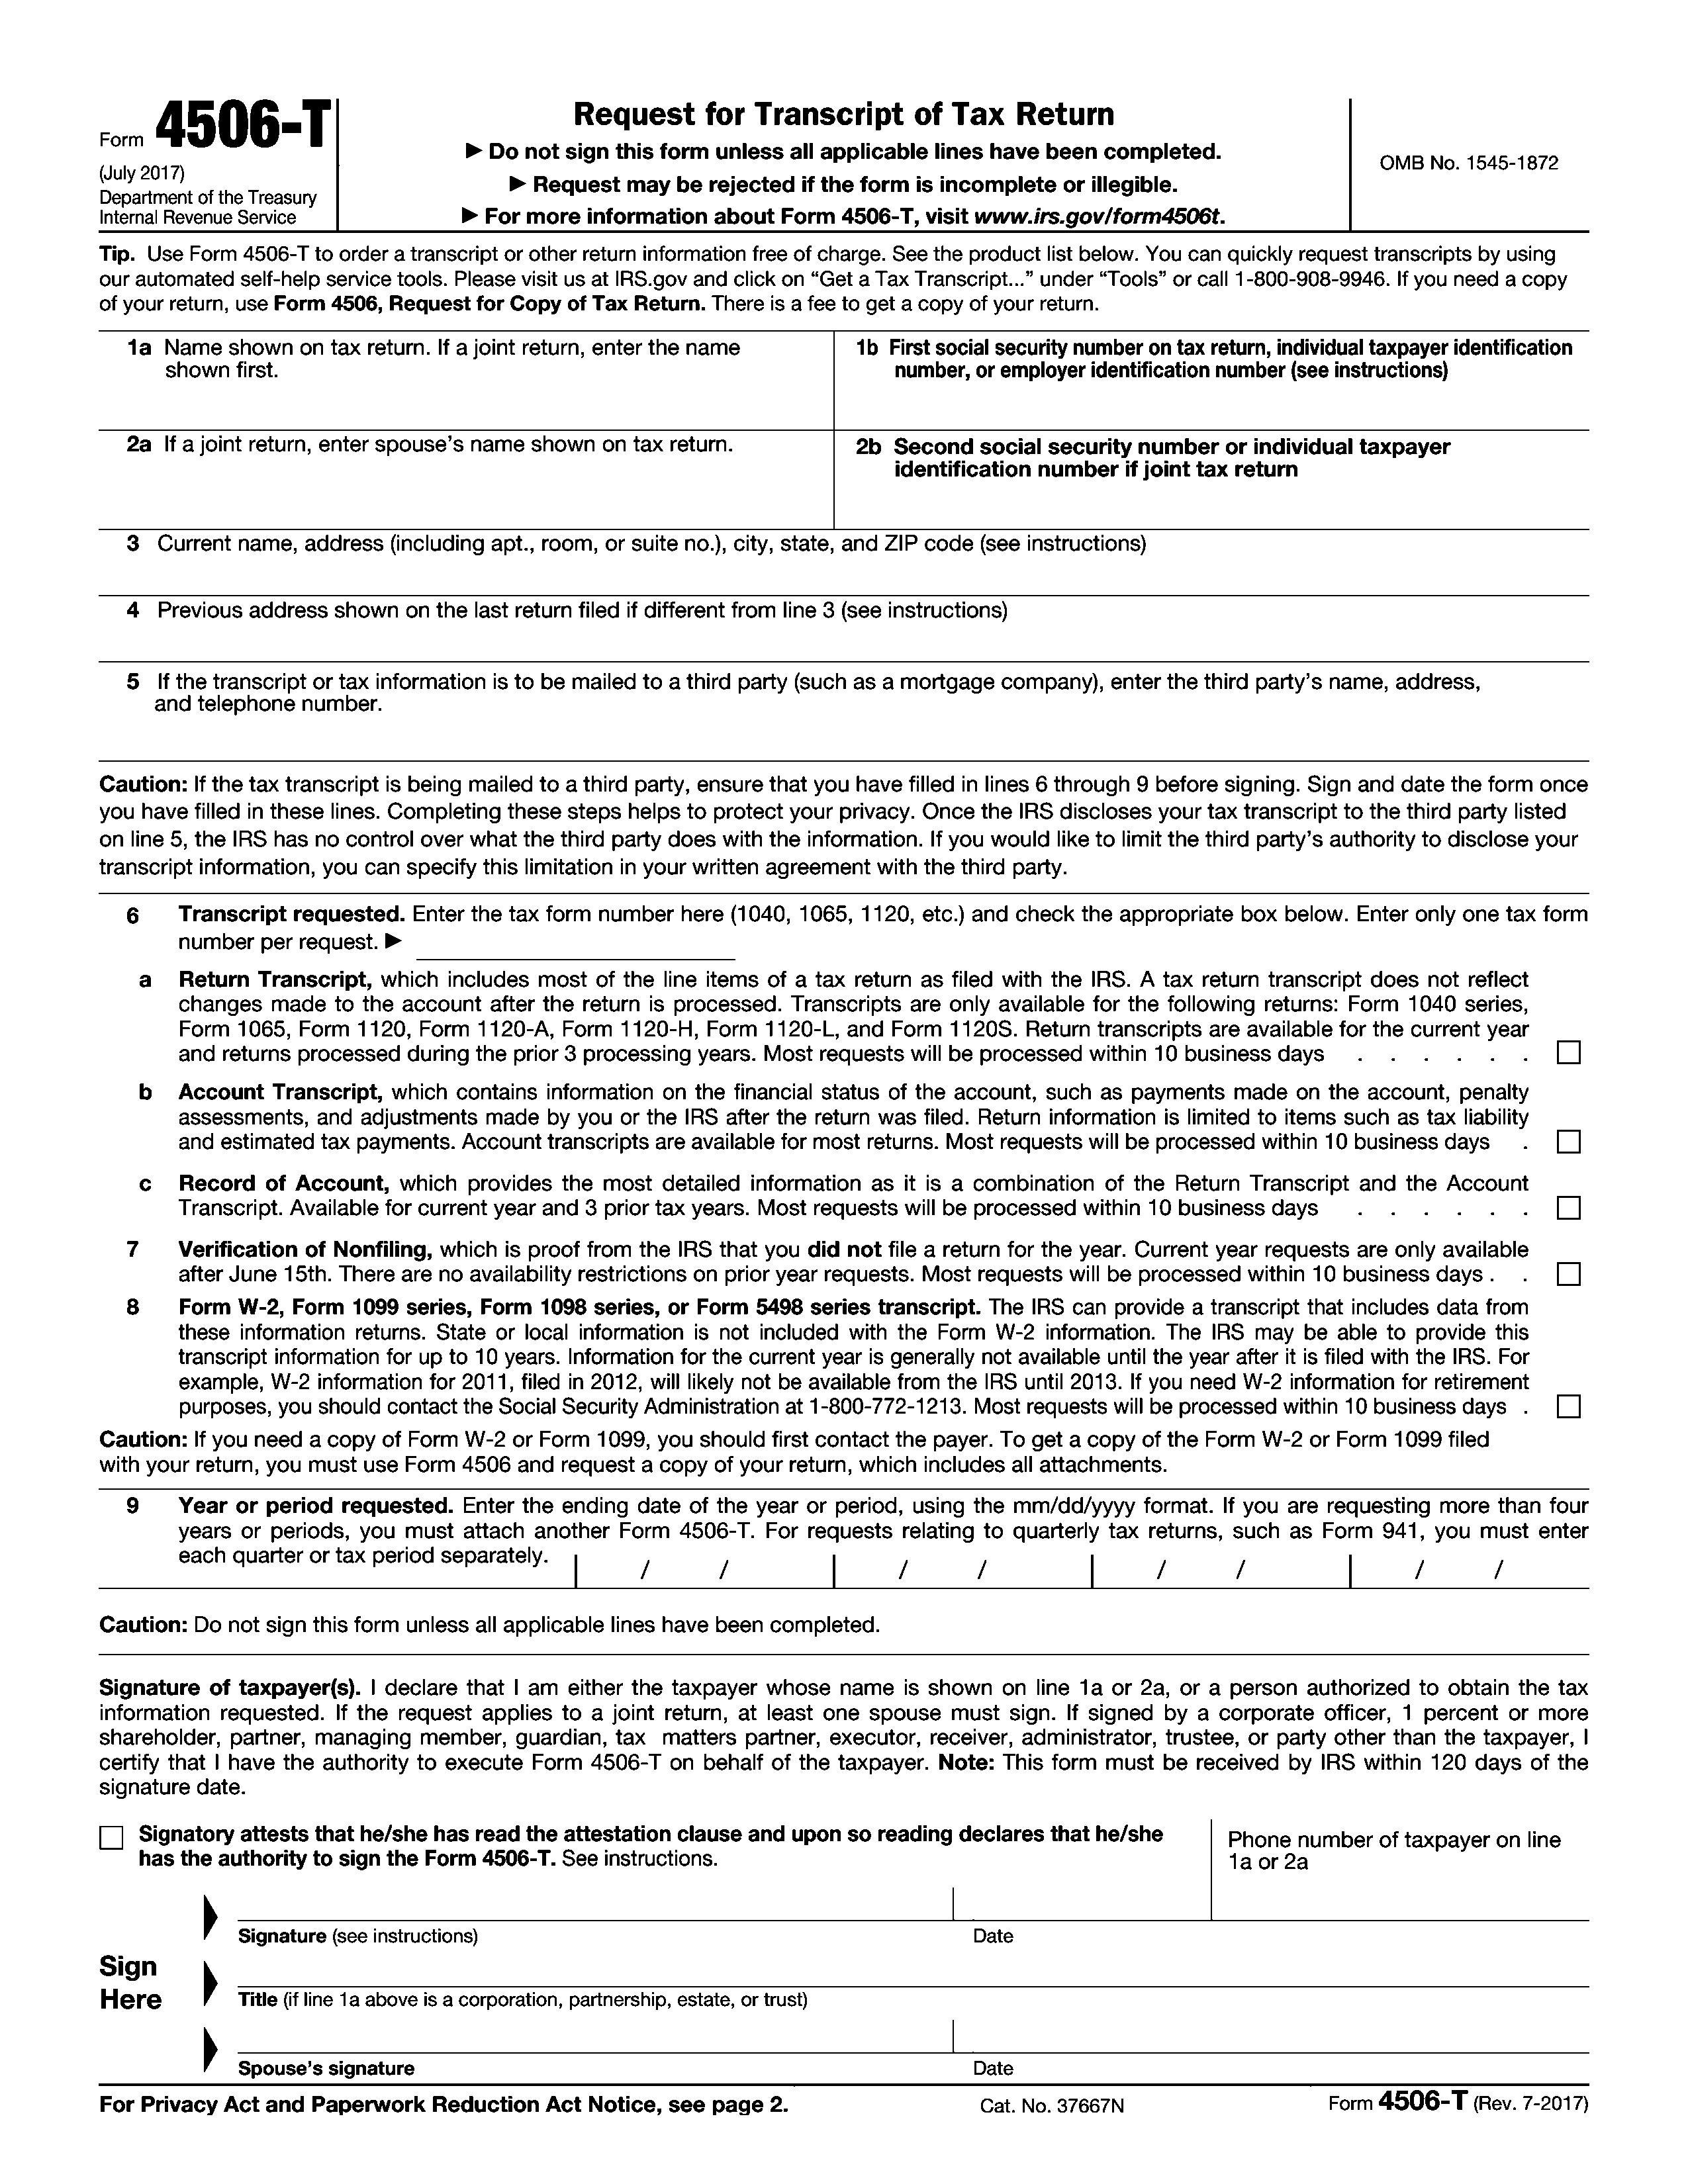 Form 4506-T
(July 2017)
Department of the Treasury
Internal Revenue Service
Request for Transcript of Tax Return
▶ Do not sign this form unless all applicable lines have been completed.
▶ Request may be rejected if the form is incomplete or illegible.
▶ For more information about Form 4506-T, visit www.irs.gov/form4506t.
OMB No. 1545-1872
Tip. Use Form 4506-T to order a transcript or other return information free of charge. See the product list below. You can quickly request transcripts by using
our automated self-help service tools. Please visit us at IRS.gov and click on “Get a Tax Transcript...” under “Tools” or call 1-800-908-9946. If you need a copy
of your return, use Form 4506, Request for Copy of Tax Return. There is a fee to get a copy of your return.
1a Name shown on tax return. If a joint return, enter the name
shown first.
1b First social security number on tax return, individual taxpayer identification
number, or employer identification number (see instructions)
2a If a joint return, enter spouse’s name shown on tax return.
2b Second social security number or individual taxpayer
identification number if joint tax return
3 Current name, address (including apt., room, or suite no.), city, state, and ZIP code (see instructions)
4 Previous address shown on the last return filed if different from line 3 (see instructions)
5 If the transcript or tax information is to be mailed to a third party (such as a mortgage company), enter the third party’s name, address,
and telephone number.
Caution: If the tax transcript is being mailed to a third party, ensure that you have filled in lines 6 through 9 before signing. Sign and date the form once
you have filled in these lines. Completing these steps helps to protect your privacy. Once the IRS discloses your tax transcript to the third party listed
on line 5, the IRS has no control over what the third party does with the information. If you would like to limit the third party’s authority to disclose your
transcript information, you can specify this limitation in your written agreement with the third party.
6 Transcript requested. Enter the tax form number here (1040, 1065, 1120, etc.) and check the appropriate box below. Enter only one tax form
number per request. ▶
a Return Transcript, which includes most of the line items of a tax return as filed with the IRS. A tax return transcript does not reflect
changes made to the account after the return is processed. Transcripts are only available for the following returns: Form 1040 series,
Form 1065, Form 1120, Form 1120-A, Form 1120-H, Form 1120-L, and Form 1120S. Return transcripts are available for the current year
and returns processed during the prior 3 processing years. Most requests will be processed within 10 business days . . . . . .
b Account Transcript, which contains information on the financial status of the account, such as payments made on the account, penalty
assessments, and adjustments made by you or the IRS after the return was filed. Return information is limited to items such as tax liability
and estimated tax payments. Account transcripts are available for most returns. Most requests will be processed within 10 business days .
c Record of Account, which provides the most detailed information as it is a combination of the Return Transcript and the Account
Transcript. Available for current year and 3 prior tax years. Most requests will be processed within 10 business days . . . . . .
7 Verification of Nonfiling, which is proof from the IRS that you did not file a return for the year. Current year requests are only available
after June 15th. There are no availability restrictions on prior year requests. Most requests will be processed within 10 business days . .
8 Form W-2, Form 1099 series, Form 1098 series, or Form 5498 series transcript. The IRS can provide a transcript that includes data from
these information returns. State or local information is not included with the Form W-2 information. The IRS may be able to provide this
transcript information for up to 10 years. Information for the current year is generally not available until the year after it is filed with the IRS. For
example, W-2 information for 2011, filed in 2012, will likely not be available from the IRS until 2013. If you need W-2 information for retirement
purposes, you should contact the Social Security Administration at 1-800-772-1213. Most requests will be processed within 10 business days .
Caution: If you need a copy of Form W-2 or Form 1099, you should first contact the payer. To get a copy of the Form W-2 or Form 1099 filed
with your return, you must use Form 4506 and request a copy of your return, which includes all attachments.
9 Year or period requested. Enter the ending date of the year or period, using the mm/dd/yyyy format. If you are requesting more than four
years or periods, you must attach another Form 4506-T. For requests relating to quarterly tax returns, such as Form 941, you must enter
each quarter or tax period separately. / / / / / / / /
Caution: Do not sign this form unless all applicable lines have been completed.
Signature of taxpayer(s). I declare that I am either the taxpayer whose name is shown on line 1a or 2a, or a person authorized to obtain the tax
information requested. If the request applies to a joint return, at least one spouse must sign. If signed by a corporate officer, 1 percent or more
shareholder, partner, managing member, guardian, tax matters partner, executor, receiver, administrator, trustee, or party other than the taxpayer, I
certify that I have the authority to execute Form 4506-T on behalf of the taxpayer. Note: This form must be received by IRS within 120 days of the
signature date.
Signatory attests that he/she has read the attestation clause and upon so reading declares that he/she
has the authority to sign the Form 4506-T. See instructions.
Phone number of taxpayer on line
1a or 2a
Sign
Here
Signature (see instructions)
Date
Title (if line 1a above is a corporation, partnership, estate, or trust)
Spouse’s signature
Date
For Privacy Act and Paperwork Reduction Act Notice, see page 2.
Cat. No. 37667N
Form 4506-T (Rev. 7-2017)